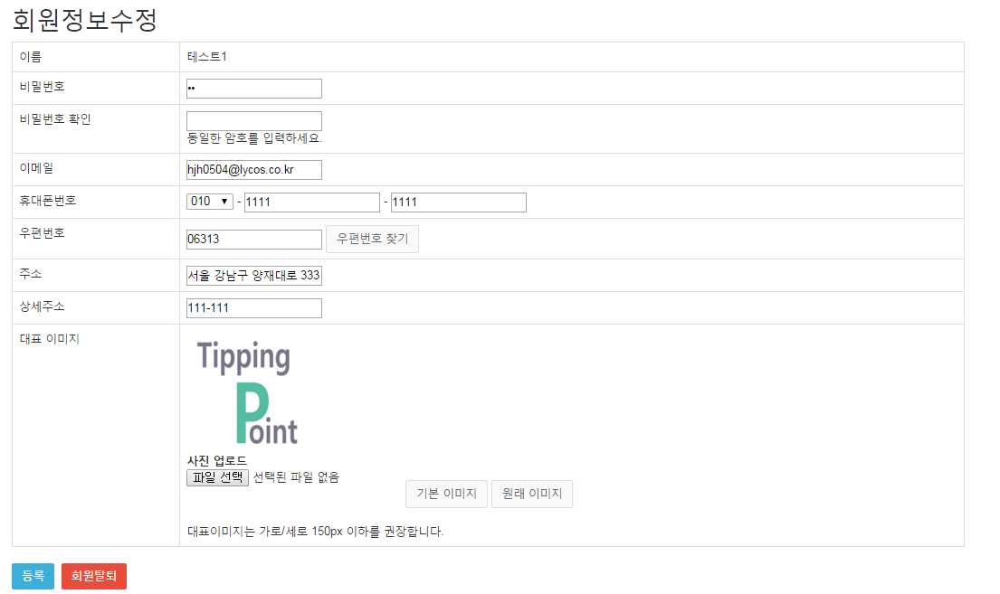 회원정보수정
이름 테스트1
비밀번호 ••
비밀번호 확인
동일한 암호를 입력하세요.
이메일 hjh0504@lycos.co.kr
휴대폰번호 010 ▼ - 1111 - 1111
우편번호 06313 우편번호 찾기
주소 서울 강남구 양재대로 333
상세주소 111-111
대표 이미지
Tipping
Point
사진 업로드
파일 선택 선택된 파일 없음
기본 이미지 원래 이미지
대표이미지는 가로/세로 150px 이하를 권장합니다.
등록 회원탈퇴